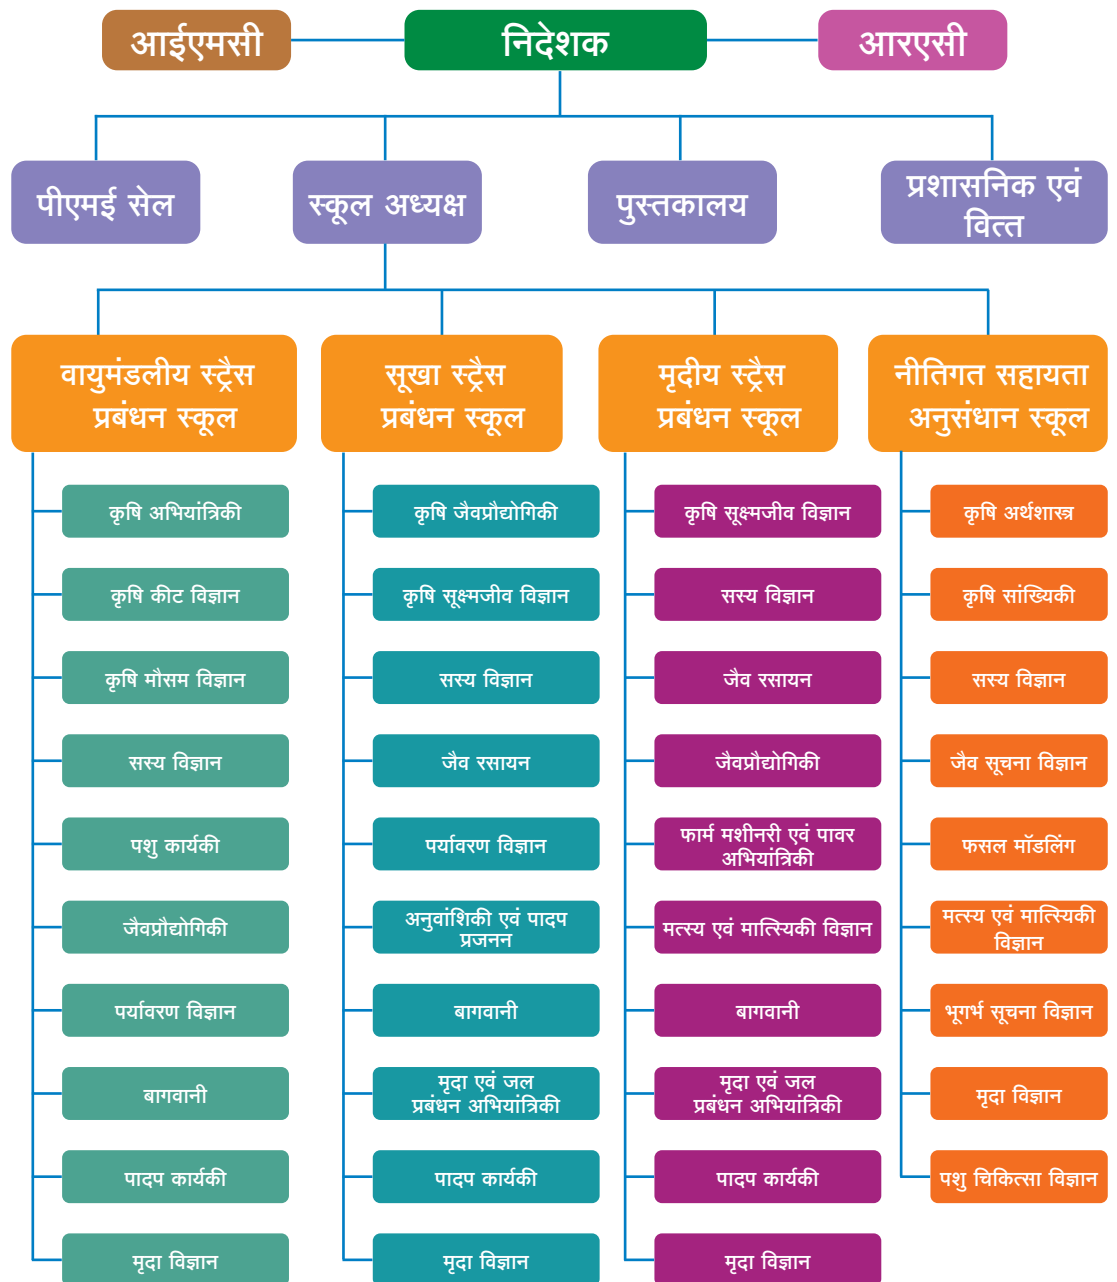 आईएमसी
निदेशक
आरएसी
पीएमई सेल
स्कूल अध्यक्ष
पुस्तकालय
प्रशासनिक एवं
वित्त
वायुमंडलीय स्ट्रैस
प्रबंधन स्कूल
कृषि अभियांत्रिकी
कृषि कीट विज्ञान
कृषि मौसम विज्ञान
सस्य विज्ञान
पशु कार्यकी
जैवप्रौद्योगिकी
पर्यावरण विज्ञान
बागवानी
पादप कार्यकी
मृदा विज्ञान
सूखा स्ट्रैस
प्रबंधन स्कूल
कृषि जैवप्रौद्योगिकी
कृषि सूक्ष्मजीव विज्ञान
सस्य विज्ञान
जैव रसायन
पर्यावरण विज्ञान
अनुवांशिकी एवं पादप
प्रजनन
बागवानी
मृदा एवं जल
प्रबंधन अभियांत्रिकी
पादप कार्यकी
मृदा विज्ञान
मृदीय स्ट्रैस
प्रबंधन स्कूल
कृषि सूक्ष्मजीव विज्ञान
सस्य विज्ञान
जैव रसायन
जैवप्रौद्योगिकी
फार्म मशीनरी एवं पावर
अभियांत्रिकी
मत्स्य एवं मात्स्यिकी विज्ञान
बागवानी
मृदा एवं जल
प्रबंधन अभियांत्रिकी
पादप कार्यकी
मृदा विज्ञान
नीतिगत सहायता
अनुसंधान स्कूल
कृषि अर्थशास्त्र
कृषि सांख्यिकी
सस्य विज्ञान
जैव सूचना विज्ञान
फसल मॉडलिंग
मत्स्य एवं मात्स्यिकी
विज्ञान
भूगर्भ सूचना विज्ञान
मृदा विज्ञान
पशु चिकित्सा विज्ञान